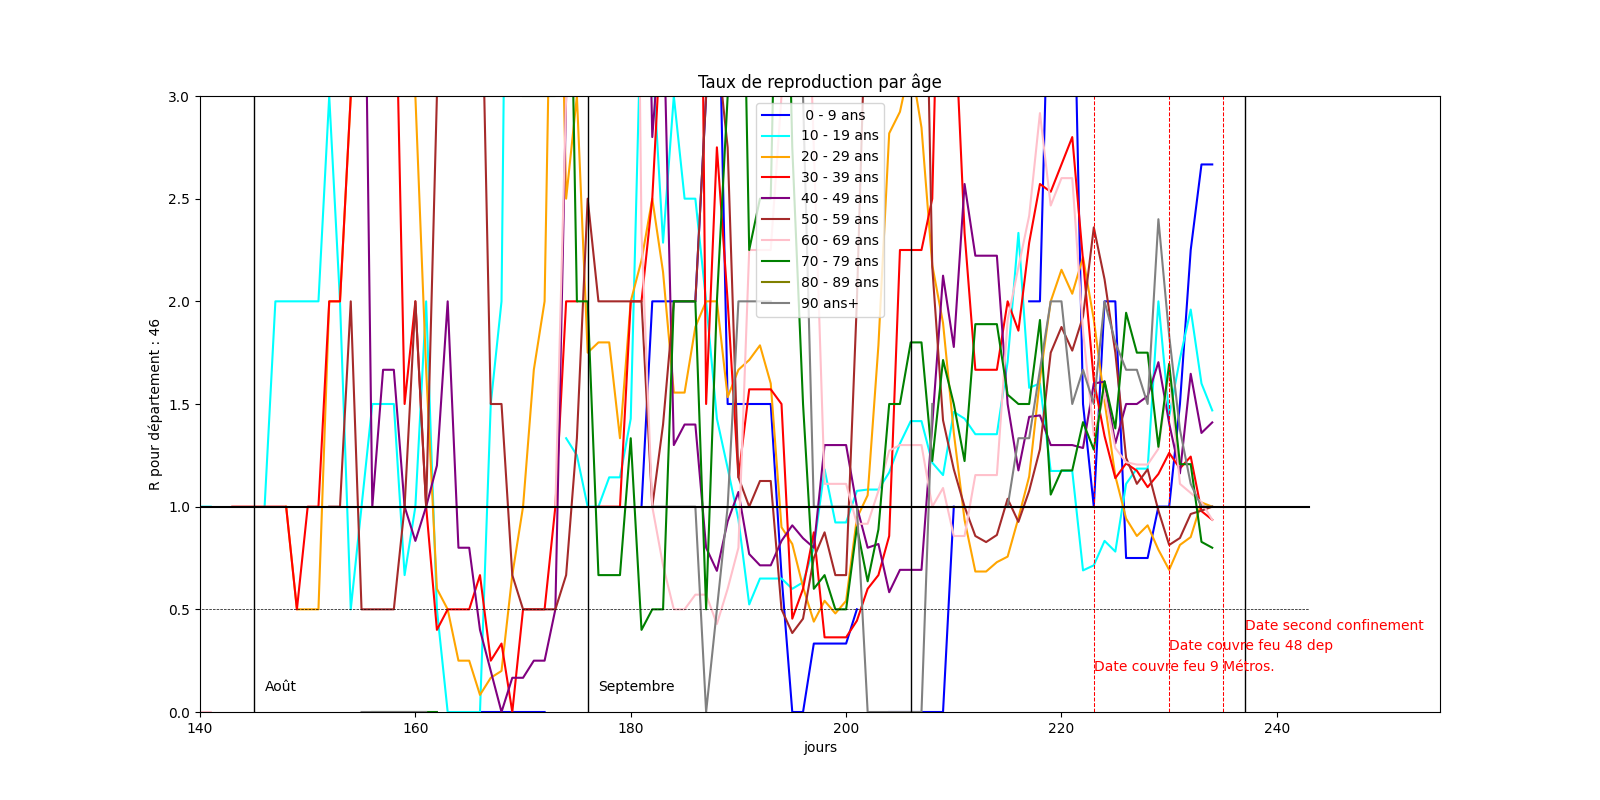 Taux de reproduction par âge
R pour département : 46
3.0
2.5
2.0
1.5
1.0
0.5
0.0
0 - 9 ans
10 - 19 ans
20 - 29 ans
30 - 39 ans
40 - 49 ans
50 - 59 ans
60 - 69 ans
70 - 79 ans
80 - 89 ans
90 ans+
Date second confinement
Date couvre feu 48 dep
Date couvre feu 9 Métros.
Août
Septembre
140
160
180
200
220
240
jours